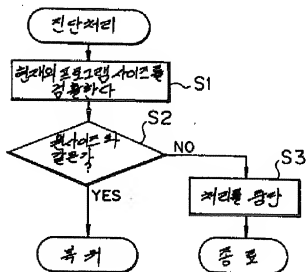 진단처리
현재의 프로그램 사이즈를
검출한다
S1
S2
원사이즈와
같은가
?
NO
S3
YES
처리를 중단
복귀
종료